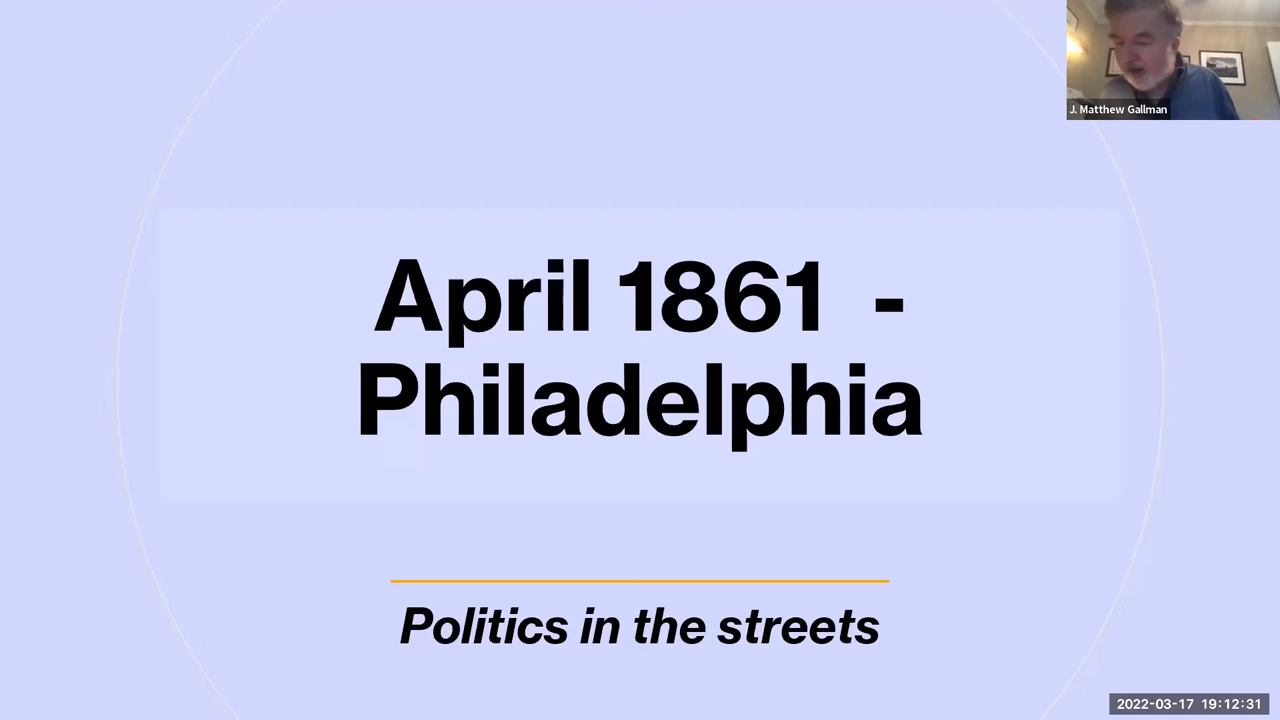 J. Matthew Gallman
April 1861 -
Philadelphia
Politics in the streets
2022-03-17 19:12:31